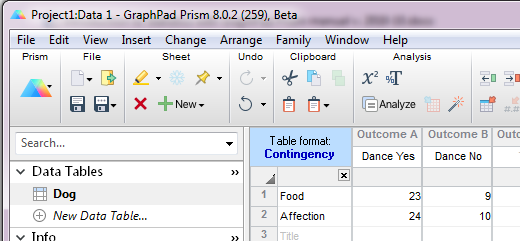 Project1:Data 1 - GraphPad Prism 8.0.2 (259), Beta
File Edit View Insert Change Arrange Family Window Help
Prism File Sheet Undo Clipboard Analysis
New
x² Analyze
Search...
Table format:
Contingency
Outcome A Outcome B
Dance Yes Dance No
Data Tables
Dog
New Data Table...
Info
1 Food 23 9
2 Affection 24 10
3 Title